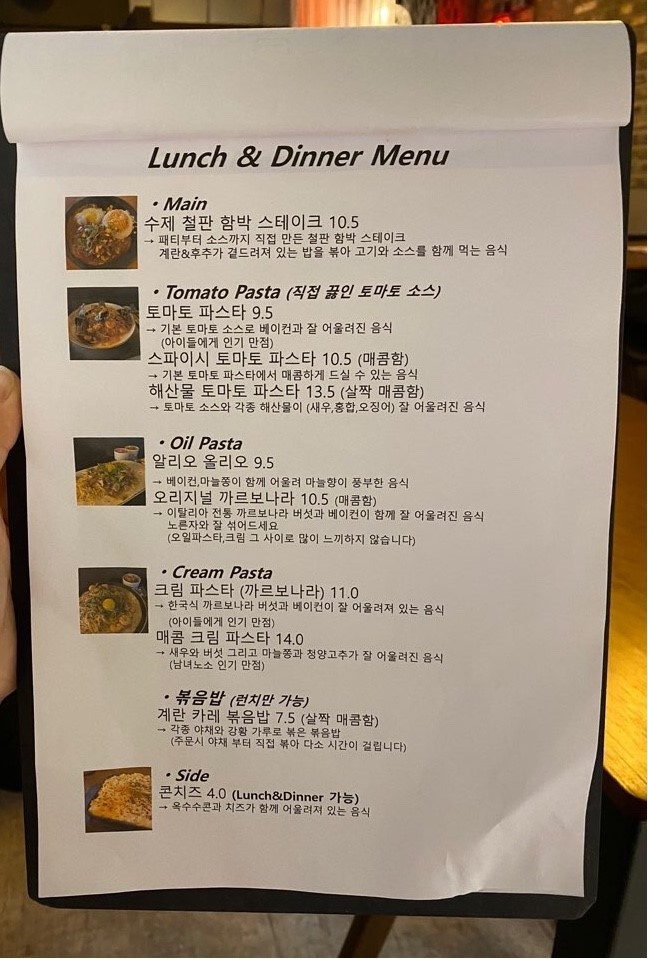 Lunch & Dinner Menu
• Main
수제 철판 함박 스테이크 10.5
→ 패티부터 소스까지 직접 만든 철판 함박 스테이크
계란&후추가 곁드려져 있는 밥을 볶아 고기와 소스를 함께 먹는 음식
• Tomato Pasta (직접 끓인 토마토 소스)
토마토 파스타 9.5
→ 기본 토마토 소스로 베이컨과 잘 어울려진 음식
(아이들에게 인기 만점)
스파이시 토마토 파스타 10.5 (매콤함)
→ 기본 토마토 파스타에서 매콤하게 드실 수 있는 음식
해산물 토마토 파스타 13.5 (살짝 매콤함)
→ 토마토 소스와 각종 해산물이 (새우,홍합,오징어) 잘 어울려진 음식
• Oil Pasta
알리오 올리오 9.5
→ 베이컨,마늘쫑이 함께 어울려 마늘향이 풍부한 음식
오리지널 까르보나라 10.5 (매콤함)
→ 이탈리아 전통 까르보나라 버섯과 베이컨이 함께 잘 어울려진 음식
노른자와 잘 섞어드세요
(오일파스타,크림 그 사이로 많이 느끼하지 않습니다)
• Cream Pasta
크림 파스타 (까르보나라) 11.0
→ 한국식 까르보나라 버섯과 베이컨이 잘 어울려져 있는 음식
(아이들에게 인기 만점)
매콤 크림 파스타 14.0
→ 새우와 버섯 그리고 마늘쫑과 청양고추가 잘 어울려진 음식
(남녀노소 인기 만점)
• 볶음밥 (런치만 가능)
계란 카레 볶음밥 7.5 (살짝 매콤함)
→ 각종 야채와 강황 가루로 볶은 볶음밥
(주문시 야채 부터 직접 볶아 다소 시간이 걸립니다)
• Side
콘치즈 4.0 (Lunch&Dinner 가능)
→ 옥수수콘과 치즈가 함께 어울려져 있는 음식